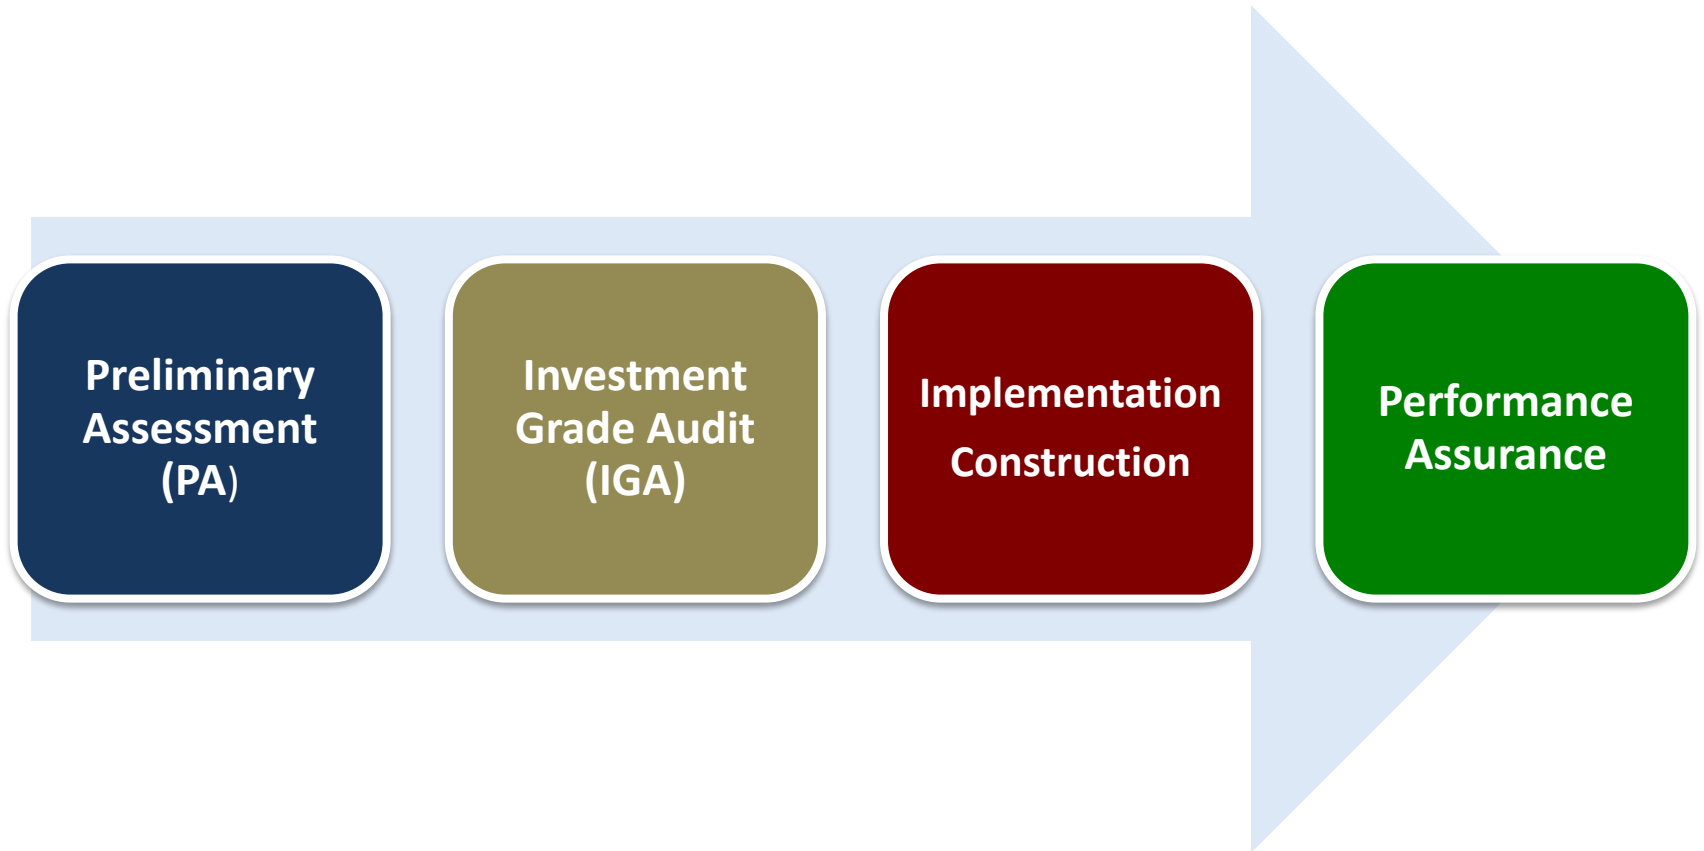 Preliminary
Assessment
(PA)
Investment
Grade Audit
(IGA)
Implementation
Construction
Performance
Assurance